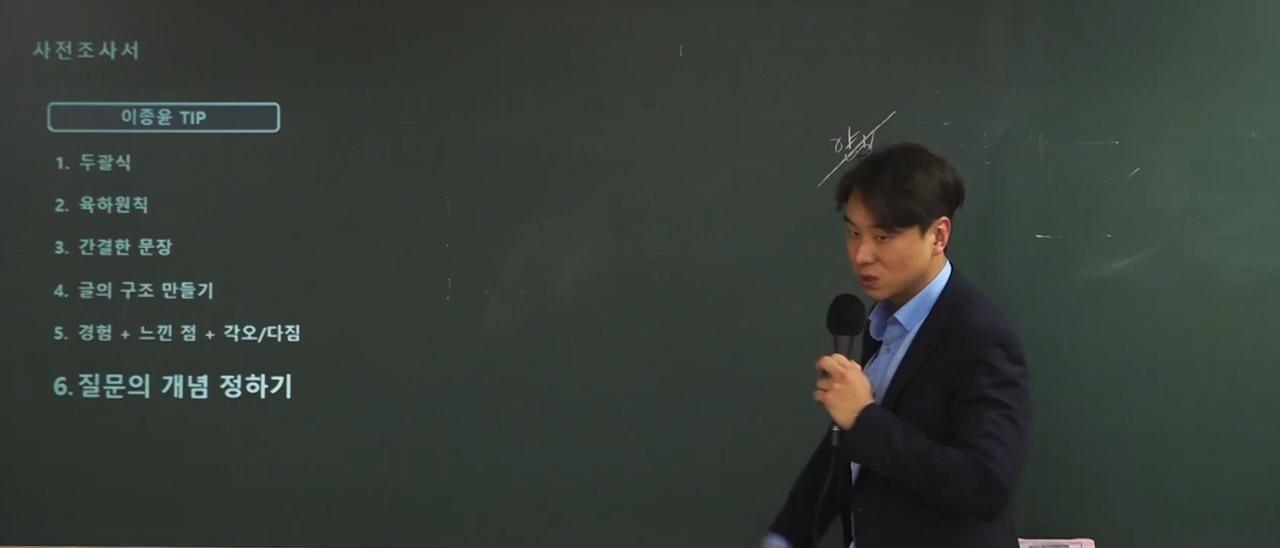 사전조사서
이종윤 TIP
1. 두괄식
2. 육하원칙
3. 간결한 문장
4. 글의 구조 만들기
5. 경험 + 느낀 점 + 각오/다짐
6. 질문의 개념 정하기